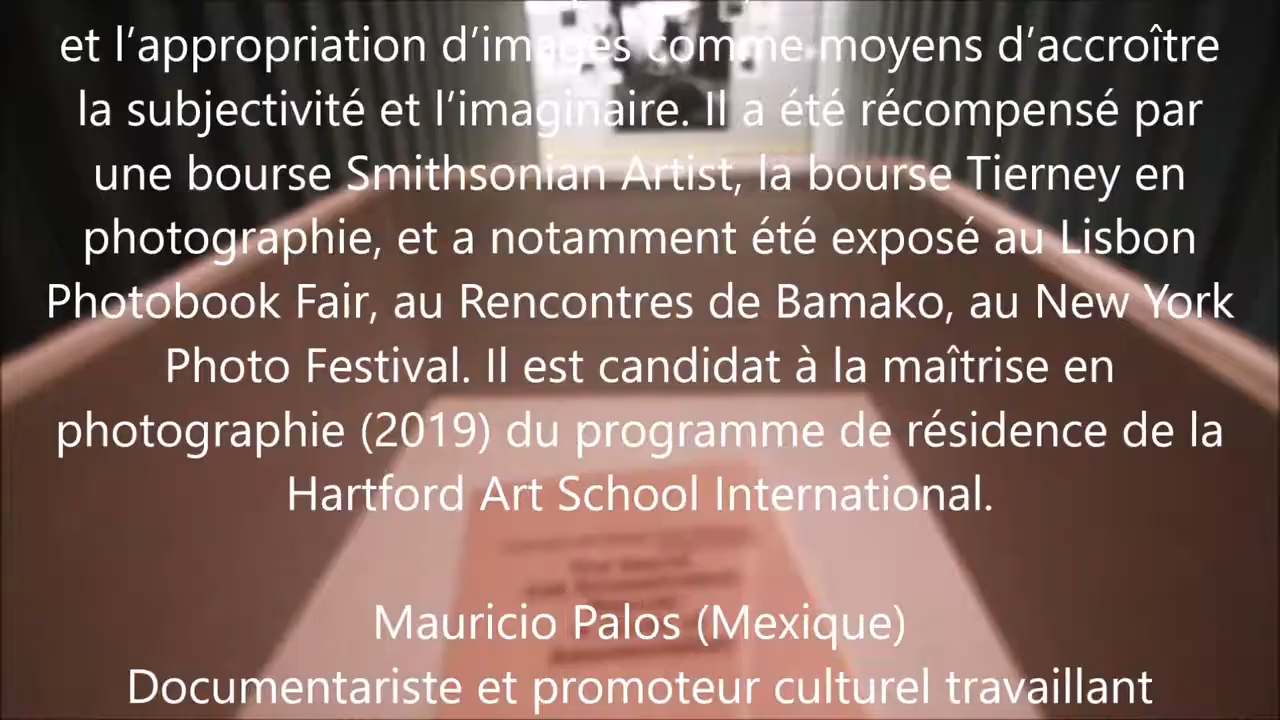 et l’appropriation d’images comme moyens d’accroître
la subjectivité et l’imaginaire. Il a été récompensé par
une bourse Smithsonian Artist, la bourse Tierney en
photographie, et a notamment été exposé au Lisbon
Photobook Fair, au Rencontres de Bamako, au New York
Photo Festival. Il est candidat à la maîtrise en
photographie (2019) du programme de résidence de la
Hartford Art School International.
Mauricio Palos (Mexique)
Documentariste et promoteur culturel travaillant